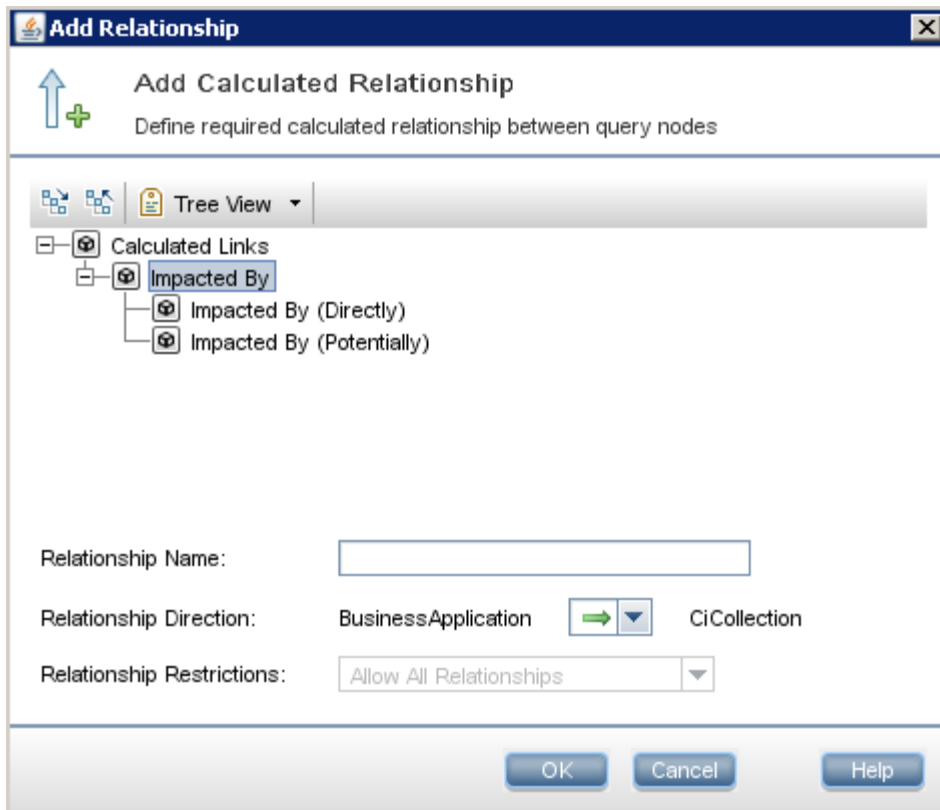 Add Relationship
Add Calculated Relationship
Define required calculated relationship between query nodes
Tree View
Calculated Links
Impacted By
Impacted By (Directly)
Impacted By (Potentially)
Relationship Name:
Relationship Direction: BusinessApplication CiCollection
Relationship Restrictions: Allow All Relationships
OK Cancel Help